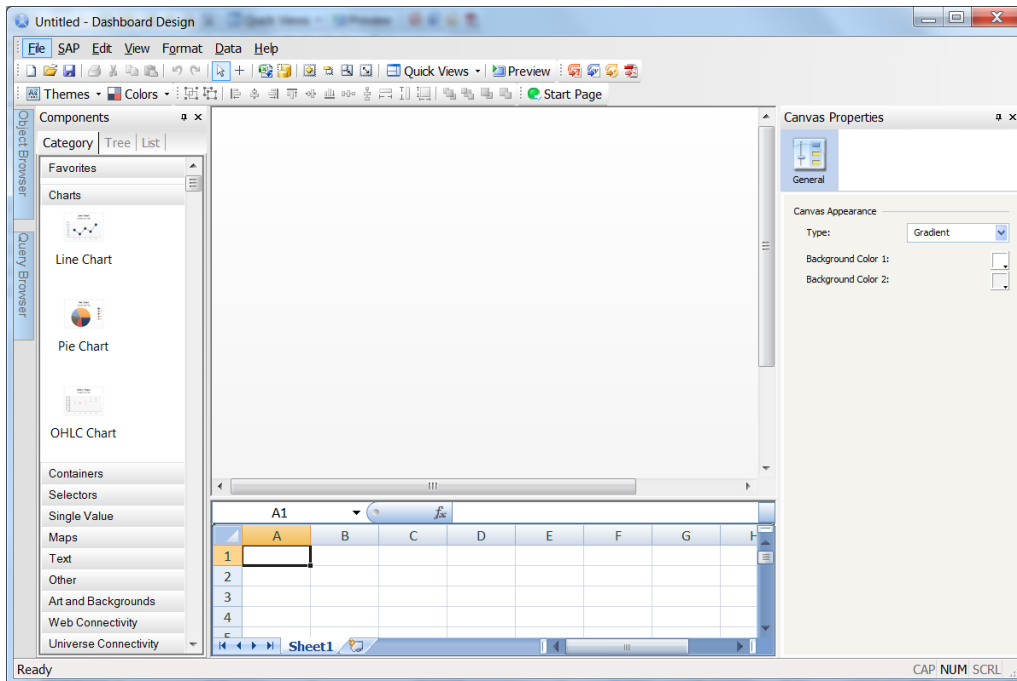 Untitled - Dashboard Design
File SAP Edit View Format Data Help
Quick Views Preview
Themes Colors Start Page
Object Browser
Query Browser
Components
Category Tree List
Favorites
Charts
Line Chart
Pie Chart
OHLC Chart
Containers
Selectors
Single Value
Maps
Text
Other
Art and Backgrounds
Web Connectivity
Universe Connectivity
A1 fx
A B C D E F G H
1
2
3
4
5
Sheet1
Canvas Properties
General
Canvas Appearance
Type: Gradient
Background Color 1:
Background Color 2:
Ready CAP NUM SCRL